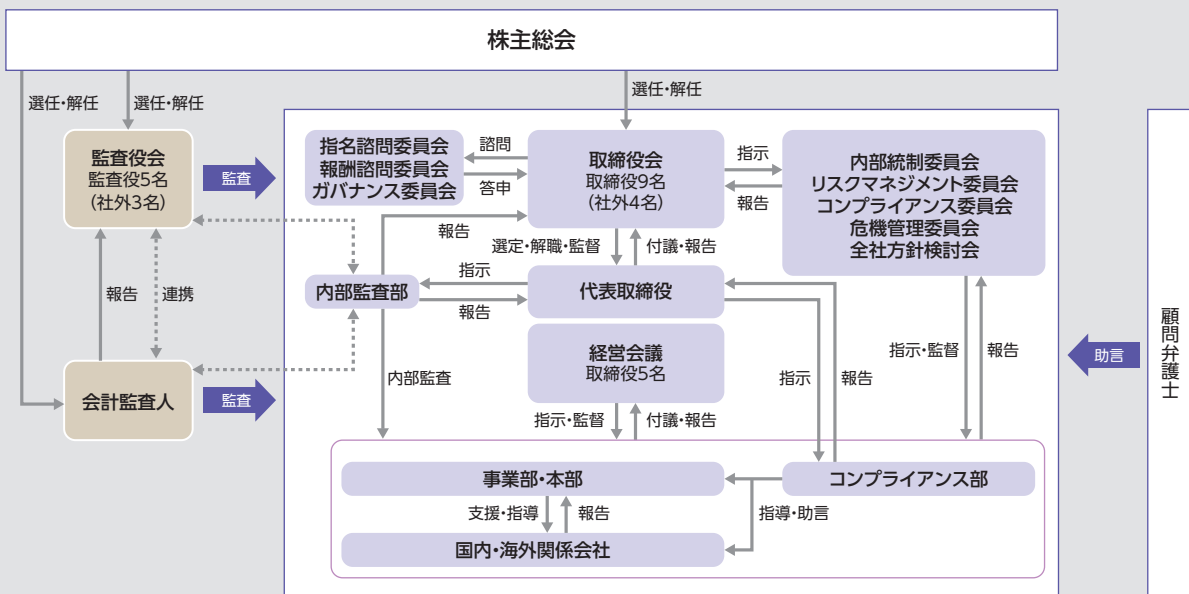 株主総会
選任・解任
選任・解任
選任・解任
監査役会
監査役5名
(社外3名)
監査
指名諮問委員会
報酬諮問委員会
ガバナンス委員会
諮問
答申
取締役会
取締役9名
(社外4名)
指示
報告
内部統制委員会
リスクマネジメント委員会
コンプライアンス委員会
危機管理委員会
全社方針検討会
報告
選定・解職・監督
付議・報告
報告
連携
内部監査部
指示
報告
代表取締役
経営会議
取締役5名
指示・監督
報告
助言
顧問弁護士
会計監査人
監査
内部監査
指示
報告
指示・監督
付議・報告
事業部・本部
コンプライアンス部
支援・指導
報告
指導・助言
国内・海外関係会社